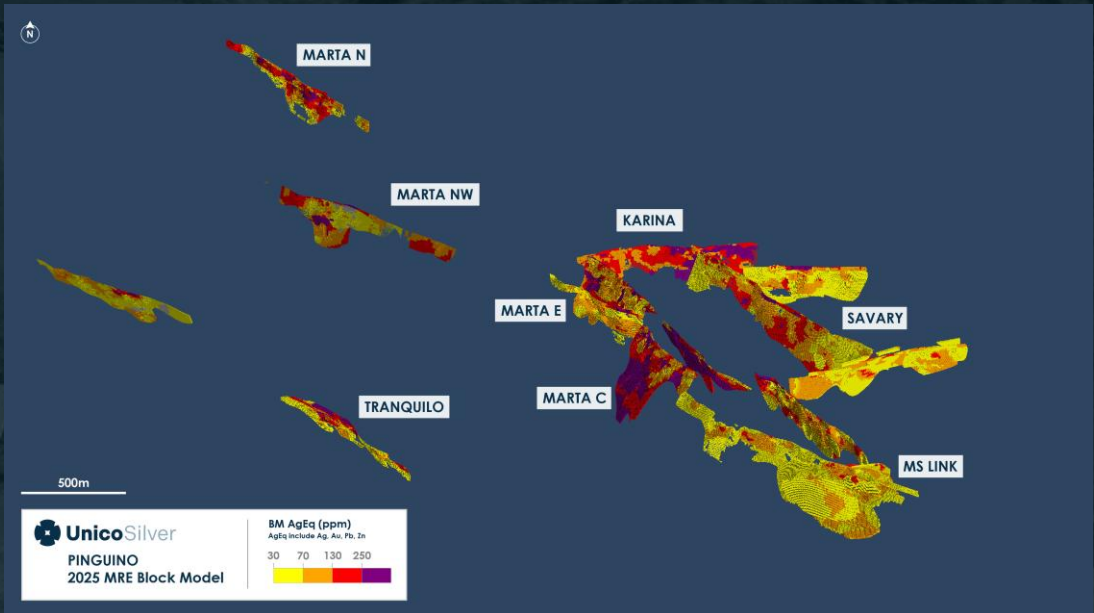 N
MARTA N
MARTA NW
KARINA
MARTA E
SAVARY
MARTA C
TRANQUILO
MS LINK
500m
UnicoSilver
PINGUINO
2025 MRE Block Model
BM AgEq (ppm)
AgEq include Ag, Au, Pb, Zn
30 70 130 250